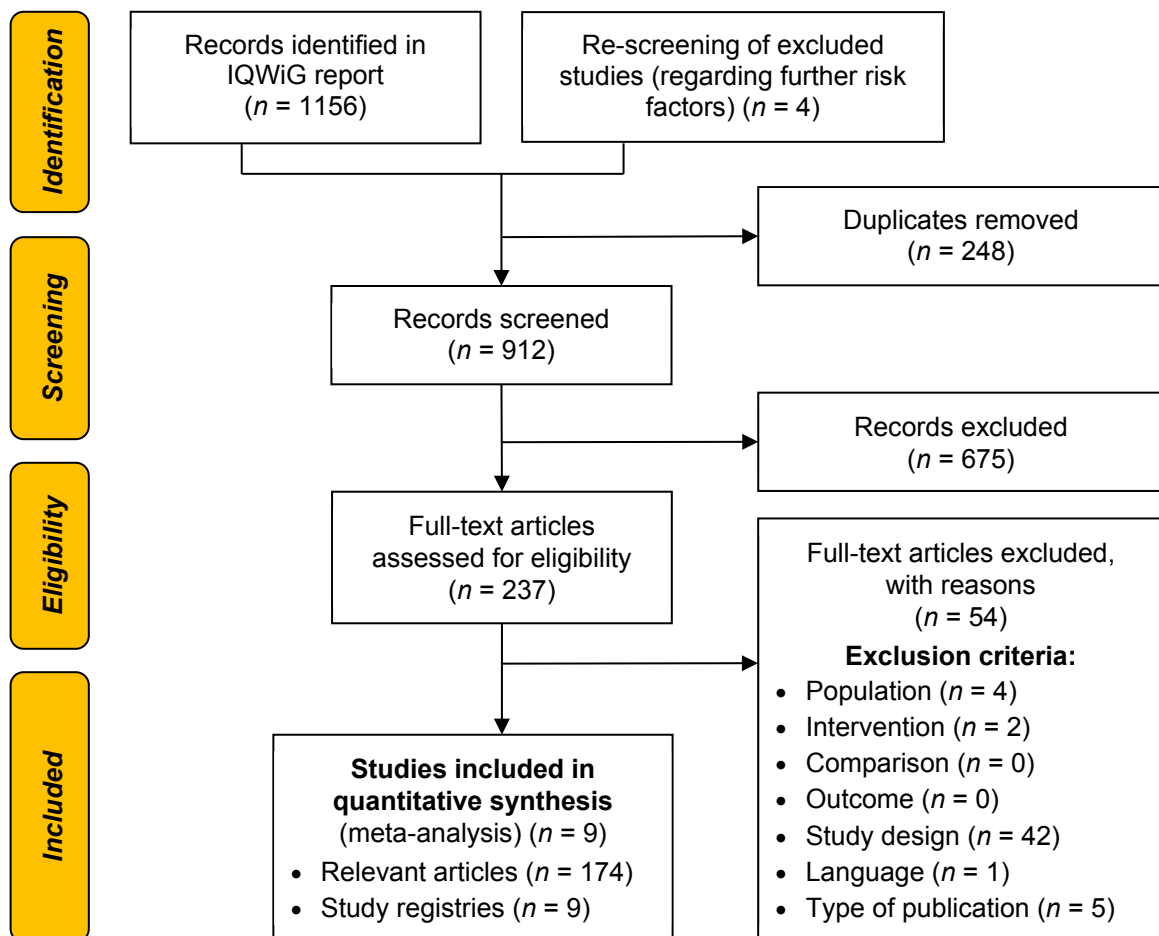 Identification
Records identified in
IQWiG report
(n = 1156)
Re-screening of excluded
studies (regarding further risk
factors) (n = 4)
Duplicates removed
(n = 248)
Screening
Records screened
(n = 912)
Records excluded
(n = 675)
Eligibility
Full-text articles
assessed for eligibility
(n = 237)
Full-text articles excluded,
with reasons
(n = 54)
Exclusion criteria:
• Population (n = 4)
• Intervention (n = 2)
• Comparison (n = 0)
• Outcome (n = 0)
• Study design (n = 42)
• Language (n = 1)
• Type of publication (n = 5)
Included
Studies included in
quantitative synthesis
(meta-analysis) (n = 9)
• Relevant articles (n = 174)
• Study registries (n = 9)